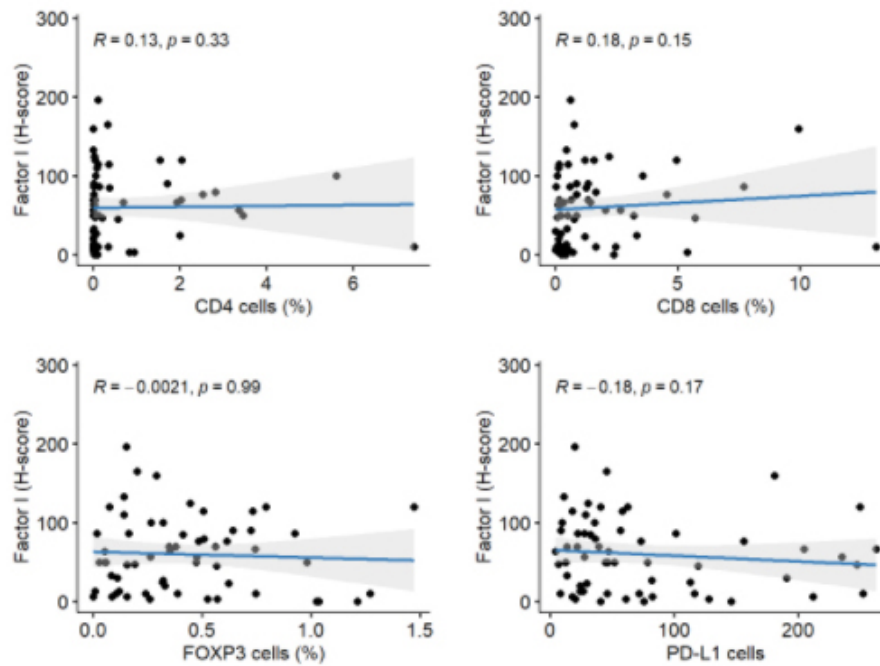 R = 0.13, p = 0.33
Factor I (H-score)
300
200
100
0
0 2 4 6
CD4 cells (%)
R = 0.18, p = 0.15
Factor I (H-score)
300
200
100
0
0 5 10
CD8 cells (%)
R = −0.0021, p = 0.99
Factor I (H-score)
300
200
100
0
0.0 0.5 1.0 1.5
FOXP3 cells (%)
R = −0.18, p = 0.17
Factor I (H-score)
300
200
100
0
0 100 200
PD-L1 cells